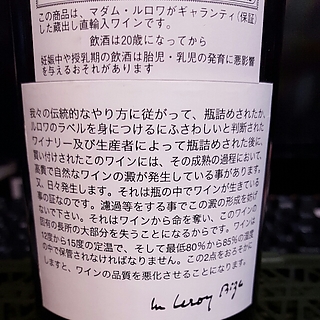 この商品は、マダム・ルロワがギャランティ(保証)
した蔵出し直輸入ワインです。
飲酒は20歳になってから
妊娠中や授乳期の飲酒は胎児・乳児の発育に悪影響
を与えるおそれがあります
我々の伝統的なやり方に従がって、瓶詰めされたか、
ルロワのラベルを身につけるにふさわしいと判断された
ワイナリー及び生産者によって瓶詰めされた後に、
買い付けされたこのワインには、その成熟の過程において、
高貴で自然なワインの澱が発生している事があります。
又、日々発生します。それは瓶の中でワインが生きている
事の証なのです。濾過等をする事でこの澱の形成を妨げ
ないで下さい。それはワインから命を奪い、このワイン
固有の長所の大部分を失うことになるからです。
12度から15度の定温で、そして最低80%から85%の湿度
の中で保管されなければなりません。この2点をおろそかに
しますと、ワインの品質を悪化させることになります。
Leroy Bize